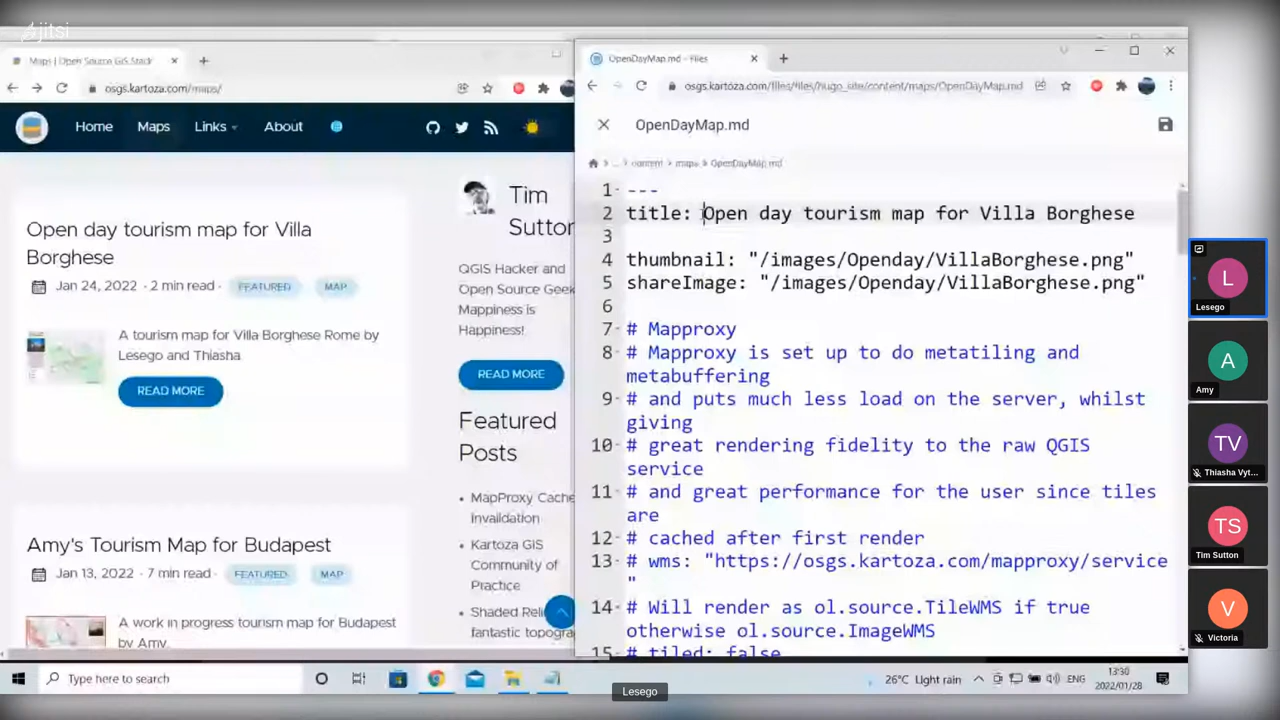 jitsi
Maps | Open Source GIS Stack
osgs.kartoza.com/maps/
Home
Maps
Links
About
Open day tourism map for Villa
Borghese
Jan 24, 2022 · 2 min read ·
FEATURED
MAP
A tourism map for Villa Borghese Rome by
Lesego and Thiasha
READ MORE
Amy's Tourism Map for Budapest
Jan 13, 2022 · 7 min read ·
FEATURED
MAP
A work in progress tourism map for Budapest
by Amy.
Tim
Sutton
QGIS Hacker and
Open Source Geek
Mappiness is
Happiness!
READ MORE
Featured
Posts
MapProxy Cache
Invaildation
Kartoza GIS
Community of
Practice
Shaded Reli
fantastic topogra
OpenDayMap.md - Files
osgs.kartoza.com/files/files/hugo_site/content/maps/OpenDayMap.md
OpenDayMap.md
... > content > maps > OpenDayMap.md
1 ---
2 title: Open day tourism map for Villa Borghese
3
4 thumbnail: "/images/Openday/VillaBorghese.png"
5 shareImage: "/images/Openday/VillaBorghese.png"
6
7 # Mapproxy
8 # Mapproxy is set up to do metatiling and
metabuffering
9 # and puts much less load on the server, whilst
giving
10 # great rendering fidelity to the raw QGIS
service
11 # and great performance for the user since tiles
are
12 # cached after first render
13 # wms: "https://osgs.kartoza.com/mapproxy/service
"
14 # Will render as ol.source.TileWMS if true
otherwise ol.source.ImageWMS
15 # tiled: false
L
Lesego
A
Amy
TV
Thiasha Vyt...
TS
Tim Sutton
V
Victoria
Type here to search
26°C Light rain
ENG
13:30
2022/01/28
Lesego